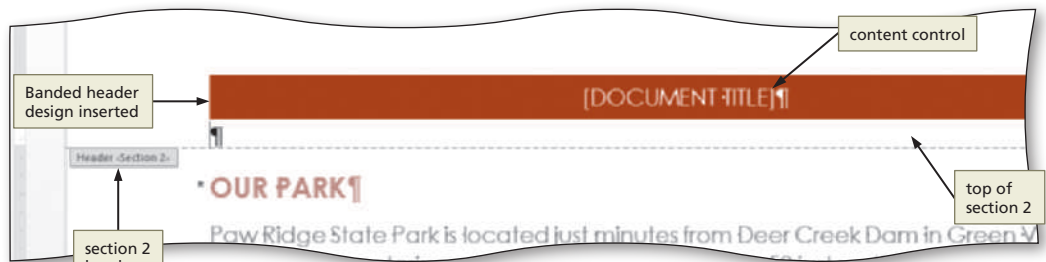 content control
Banded header
design inserted
[DOCUMENT TITLE]¶
¶
Header -Section 2-
OUR PARK¶
top of
section 2
Paw Ridge State Park is located just minutes from Deer Creek Dam in Green V
section 2